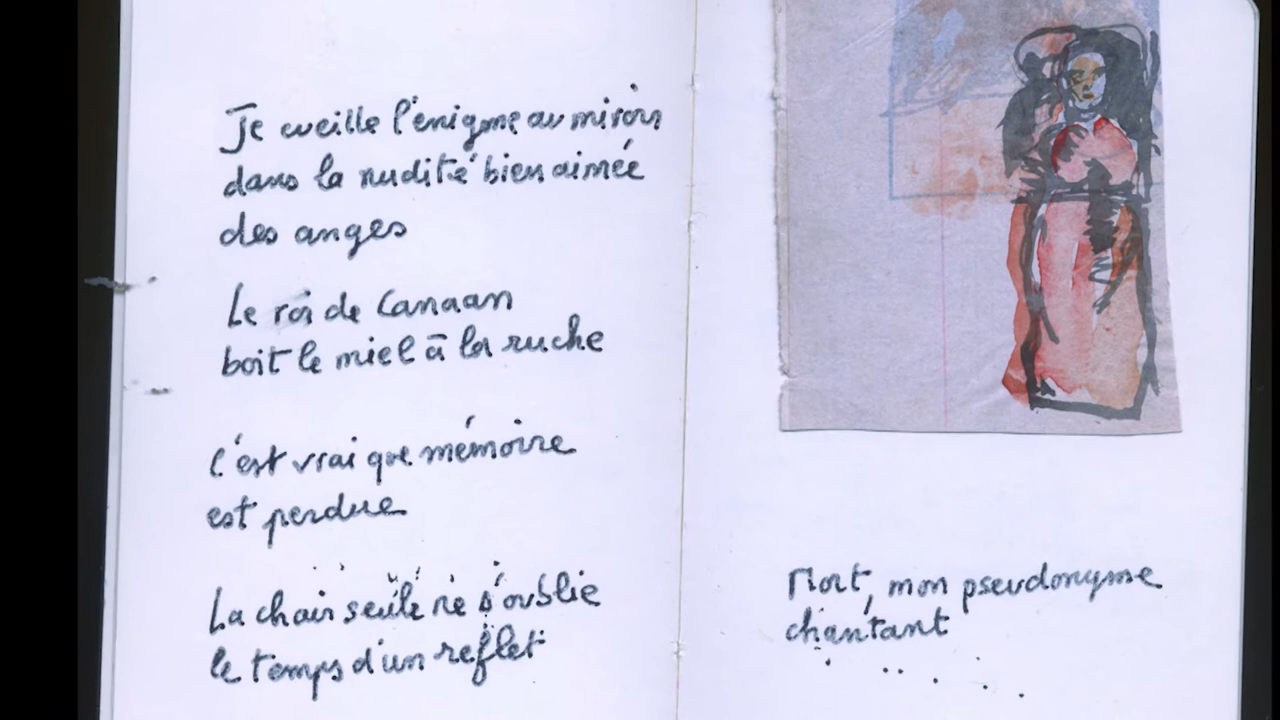 Je cueille l'énigme au miroir
dans la nudité bien aimée
des anges
Le roi de Canaan
boit le miel à la ruche
C'est vrai que mémoire
est perdue
La chair seule ne s'oublie
le temps d'un reflet
Mort, mon pseudonyme
chantant